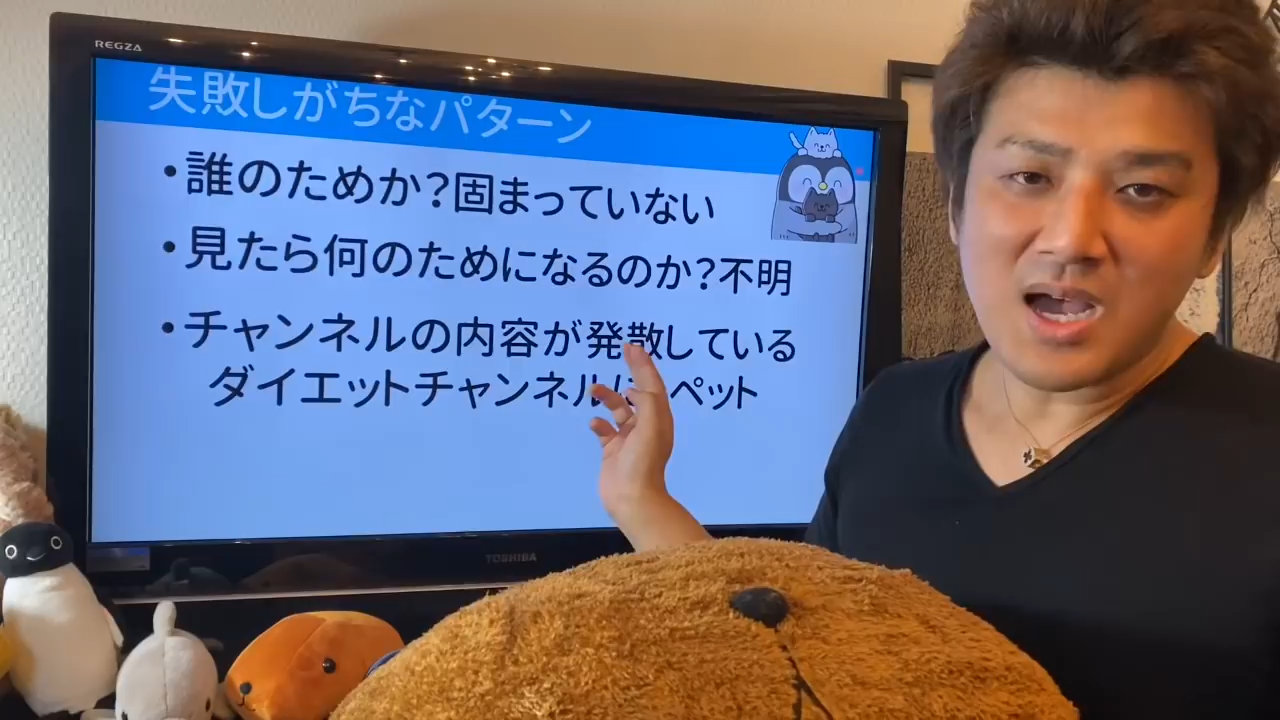 REGZA
失敗しがちなパターン
・誰のためか?固まっていない
・見たら何のためになるのか?不明
・チャンネルの内容が発散している
ダイエットチャンネル ペット
TOSHIBA